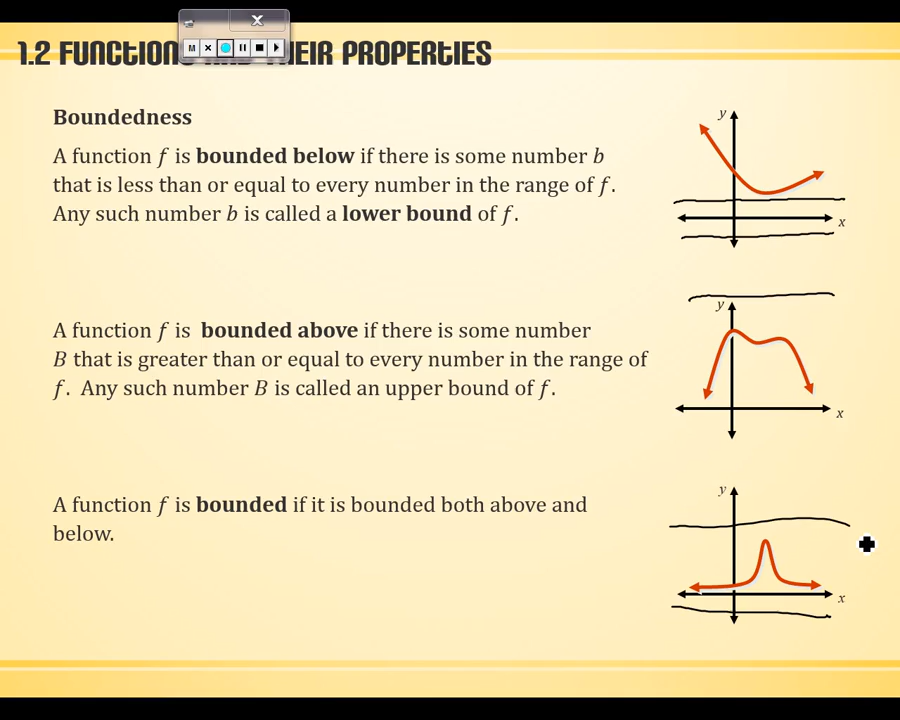 1.2 FUNCTIONS AND THEIR PROPERTIES
M
Boundedness
A function f is bounded below if there is some number b
that is less than or equal to every number in the range of f.
Any such number b is called a lower bound of f.
y
x
A function f is bounded above if there is some number
B that is greater than or equal to every number in the range of
f. Any such number B is called an upper bound of f.
y
x
A function f is bounded if it is bounded both above and
below.
y
x